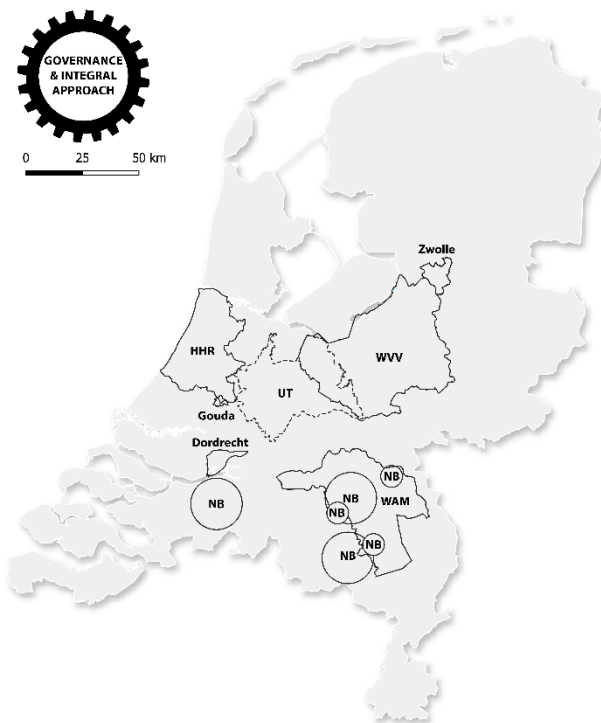 GOVERNANCE
& INTEGRAL
APPROACH
0 25 50 km
Zwolle
HHR
WVV
UT
Gouda
Dordrecht
NB
NB
WAM
NB
NB
NB
NB